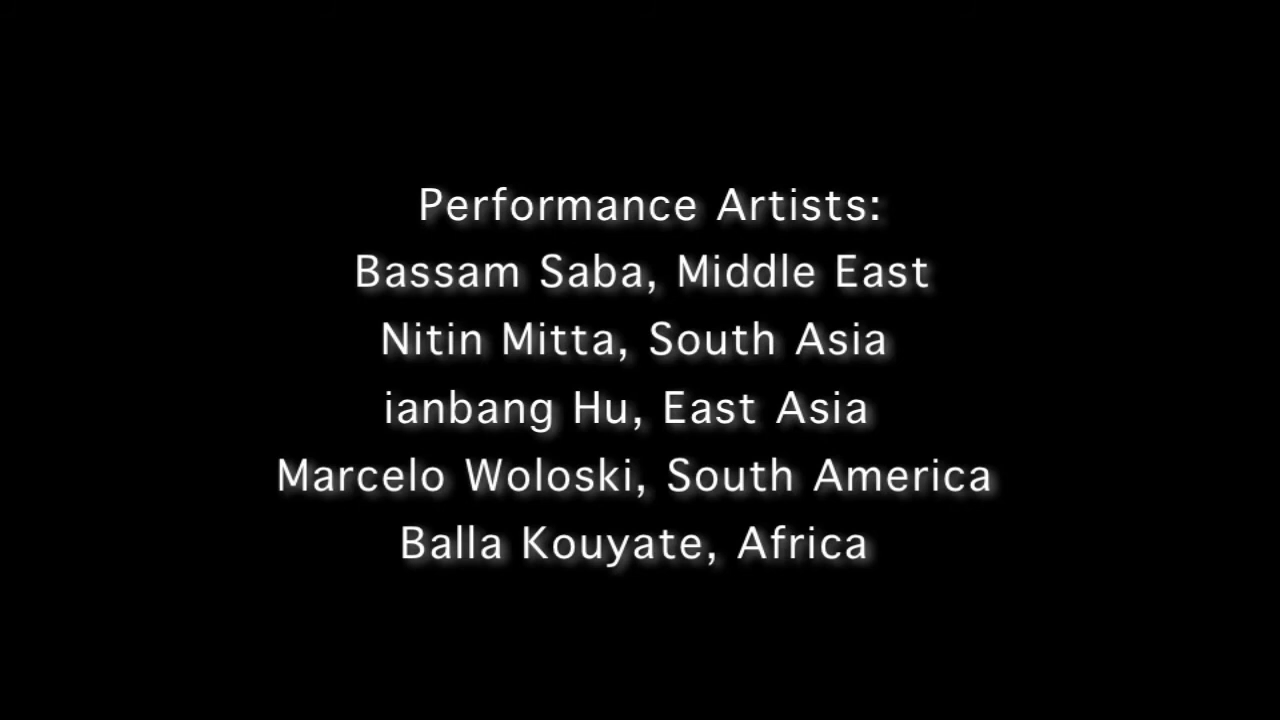 Performance Artists:
Bassam Saba, Middle East
Nitin Mitta, South Asia
ianbang Hu, East Asia
Marcelo Woloski, South America
Balla Kouyate, Africa